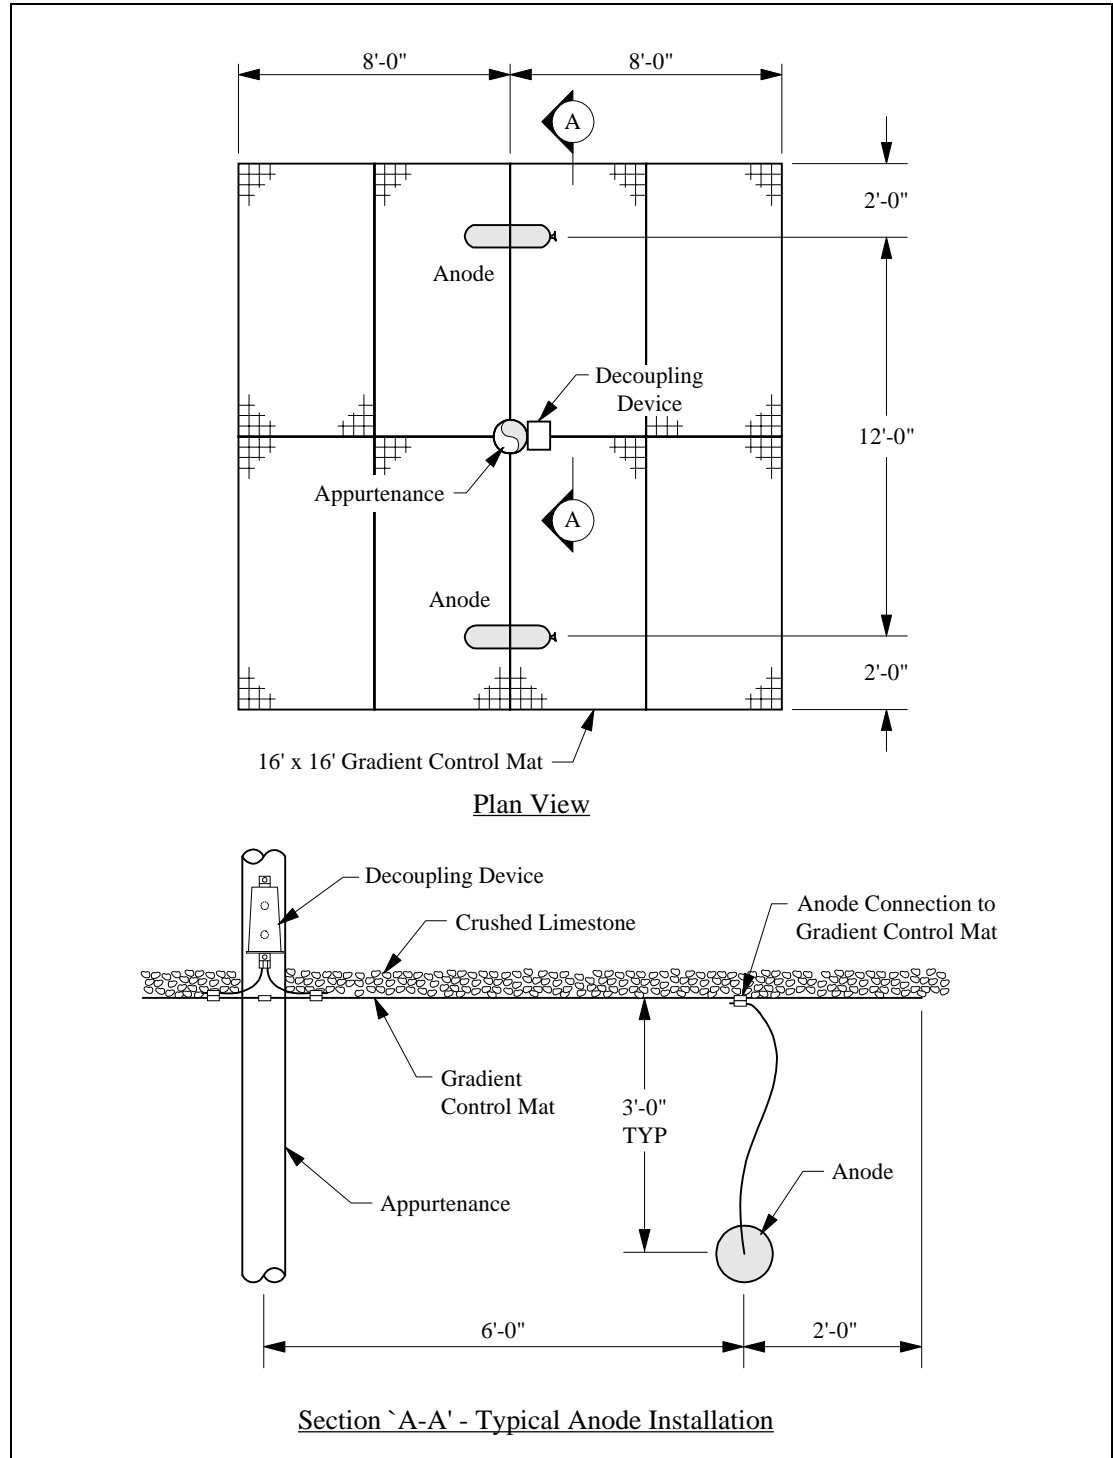 8'-0"
8'-0"
A
2'-0"
Anode
Decoupling
Device
12'-0"
Appurtenance
A
Anode
2'-0"
16' x 16' Gradient Control Mat
Plan View
Decoupling Device
Crushed Limestone
Anode Connection to
Gradient Control Mat
Gradient
Control Mat
3'-0"
TYP
Anode
Appurtenance
6'-0"
2'-0"
Section `A-A' - Typical Anode Installation